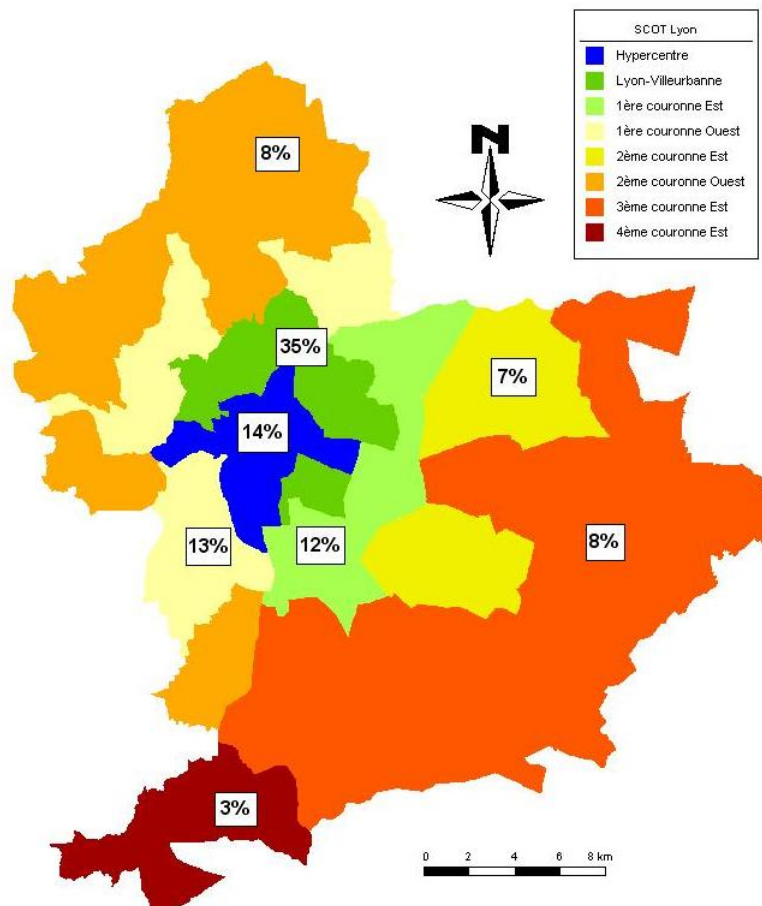 SCOT Lyon
Hypercentre
Lyon-Villeurbanne
1ère couronne Est
1ère couronne Ouest
2ème couronne Est
2ème couronne Ouest
3ème couronne Est
4ème couronne Est
N
8%
35%
7%
14%
13%
12%
8%
3%
0 2 4 6 8 km